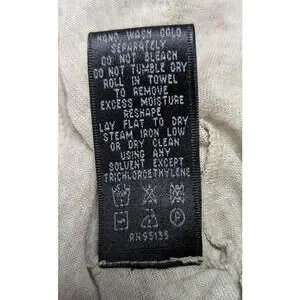 HAND WASH COLD
SEPARATELY
DO NOT BLEACH
DO NOT TUMBLE DRY
ROLL IN TOWEL
TO REMOVE
EXCESS MOISTURE
RESHAPE
LAY FLAT TO DRY
STEAM IRON LOW
OR DRY CLEAN
USING ANY
SOLVENT EXCEPT
TRICHLOROETHYLENE
P
RN95135